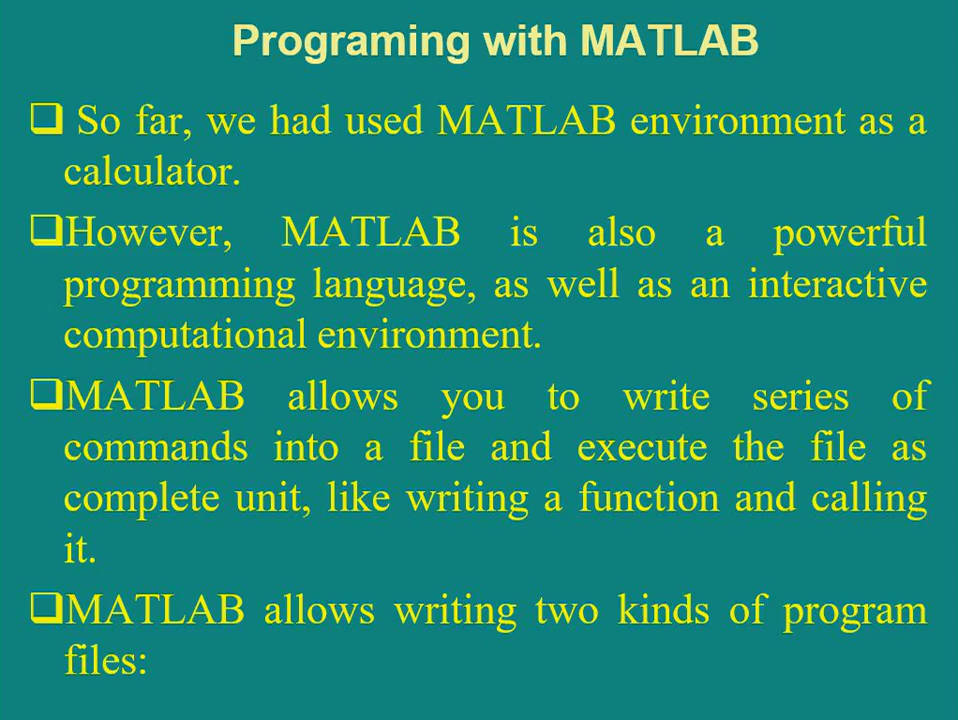 Programing with MATLAB
So far, we had used MATLAB environment as a
calculator.
However, MATLAB is also a powerful
programming language, as well as an interactive
computational environment.
MATLAB allows you to write series of
commands into a file and execute the file as
complete unit, like writing a function and calling
it.
MATLAB allows writing two kinds of program
files: